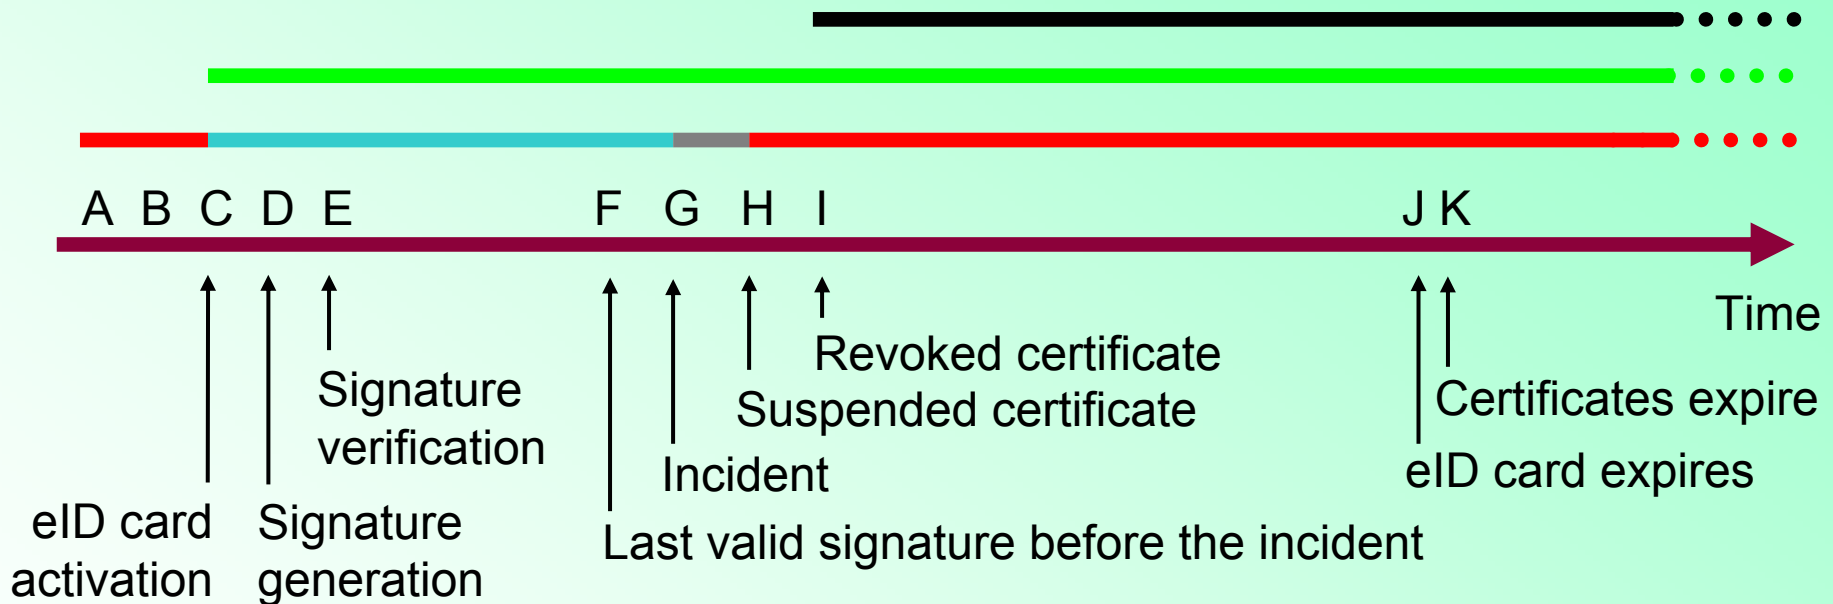 A B C D E F G H I J K
Time
Revoked certificate
Signature
verification
Suspended certificate
Certificates expire
Incident
eID card expires
eID card
activation
Signature
generation
Last valid signature before the incident